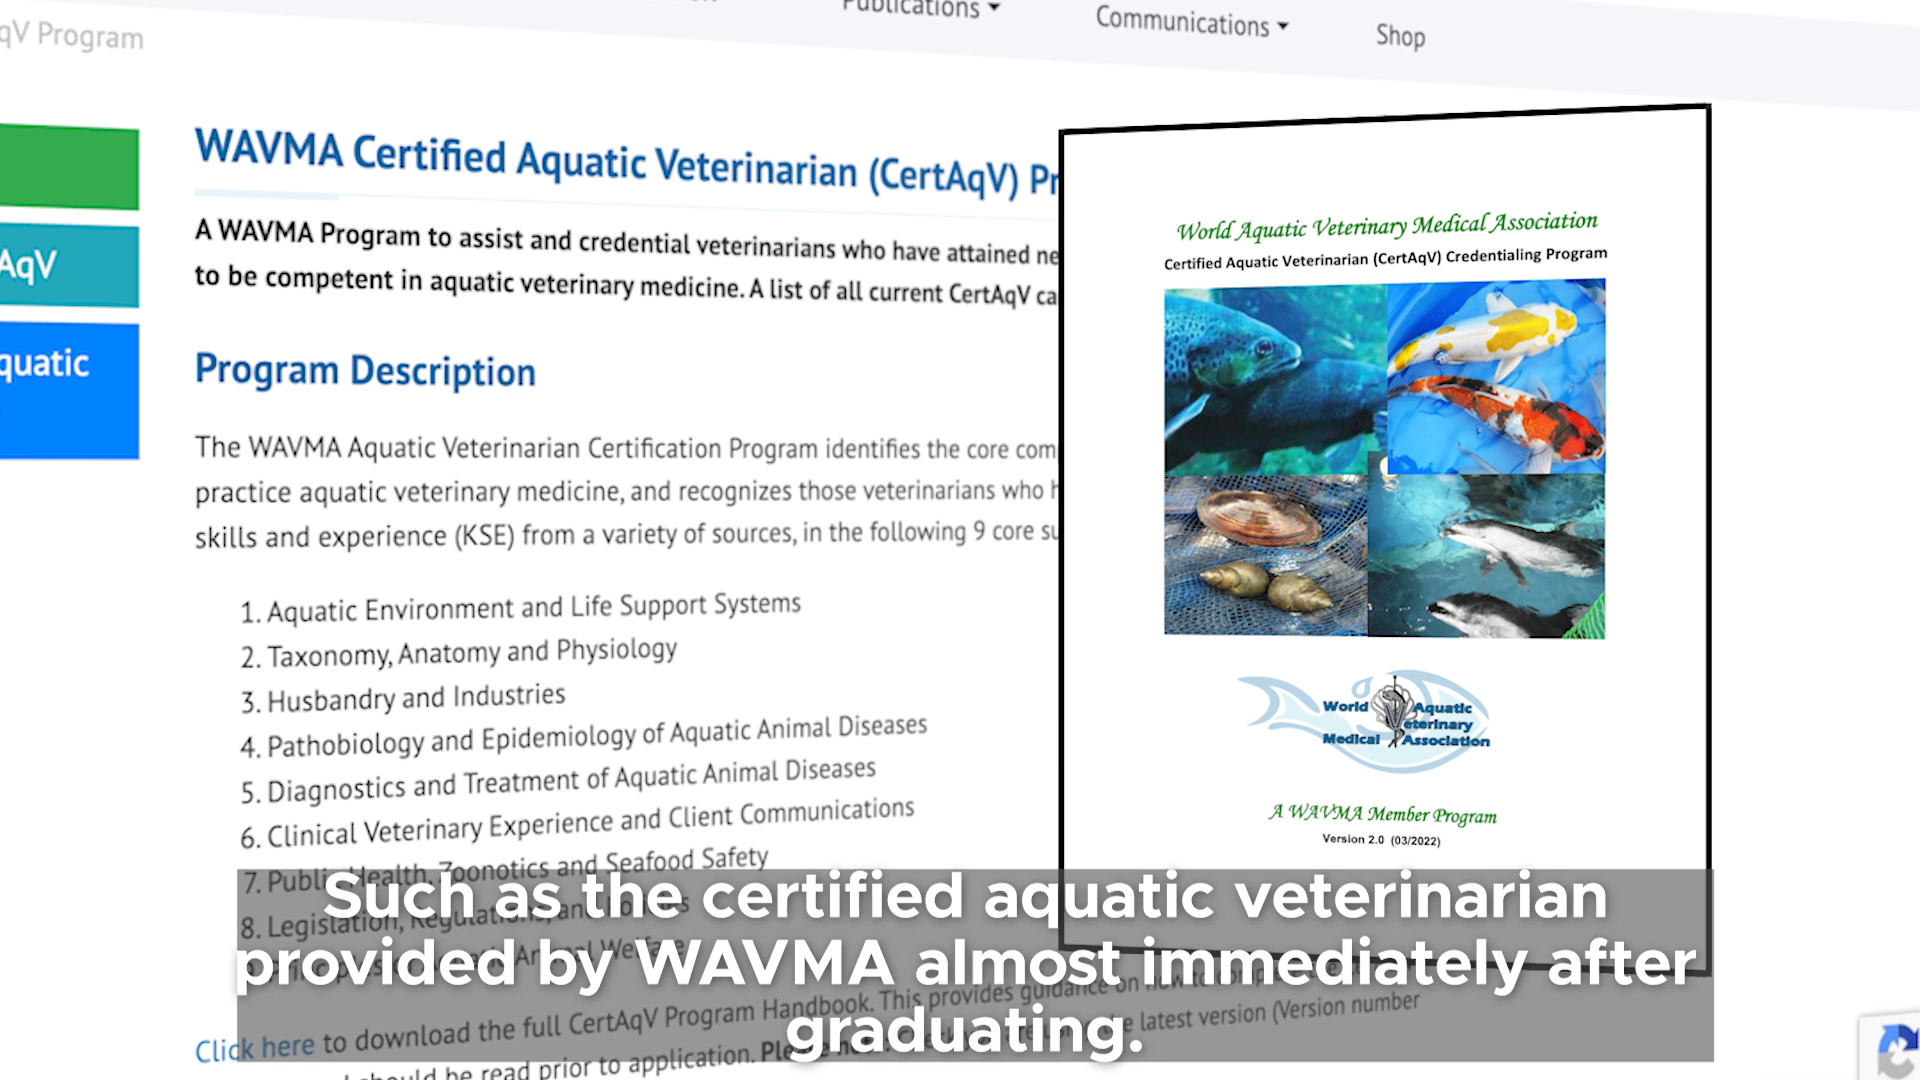 Publications
Communications
Shop
qV Program
AqV
quatic
WAVMA Certified Aquatic Veterinarian (CertAqV) Pr
A WAVMA Program to assist and credential veterinarians who have attained ne
to be competent in aquatic veterinary medicine. A list of all current CertAqV ca
Program Description
The WAVMA Aquatic Veterinarian Certification Program identifies the core com
practice aquatic veterinary medicine, and recognizes those veterinarians who h
skills and experience (KSE) from a variety of sources, in the following 9 core su
1. Aquatic Environment and Life Support Systems
2. Taxonomy, Anatomy and Physiology
3. Husbandry and Industries
4. Pathobiology and Epidemiology of Aquatic Animal Diseases
5. Diagnostics and Treatment of Aquatic Animal Diseases
6. Clinical Veterinary Experience and Client Communications
7. Public Health, Zoonotics and Seafood Safety
8. Legislation, Regulations, and
Animal Welfare
Click here to download the full CertAqV Program Handbook. This provides guidance on how to
should be read prior to application. Please the latest version (Version number
World Aquatic Veterinary Medical Association
Certified Aquatic Veterinarian (CertAqV) Credentialing Program
World Aquatic
Veterinary
Medical Association
A WAVMA Member Program
Version 2.0 (03/2022)
Such as the certified aquatic veterinarian
provided by WAVMA almost immediately after
graduating.